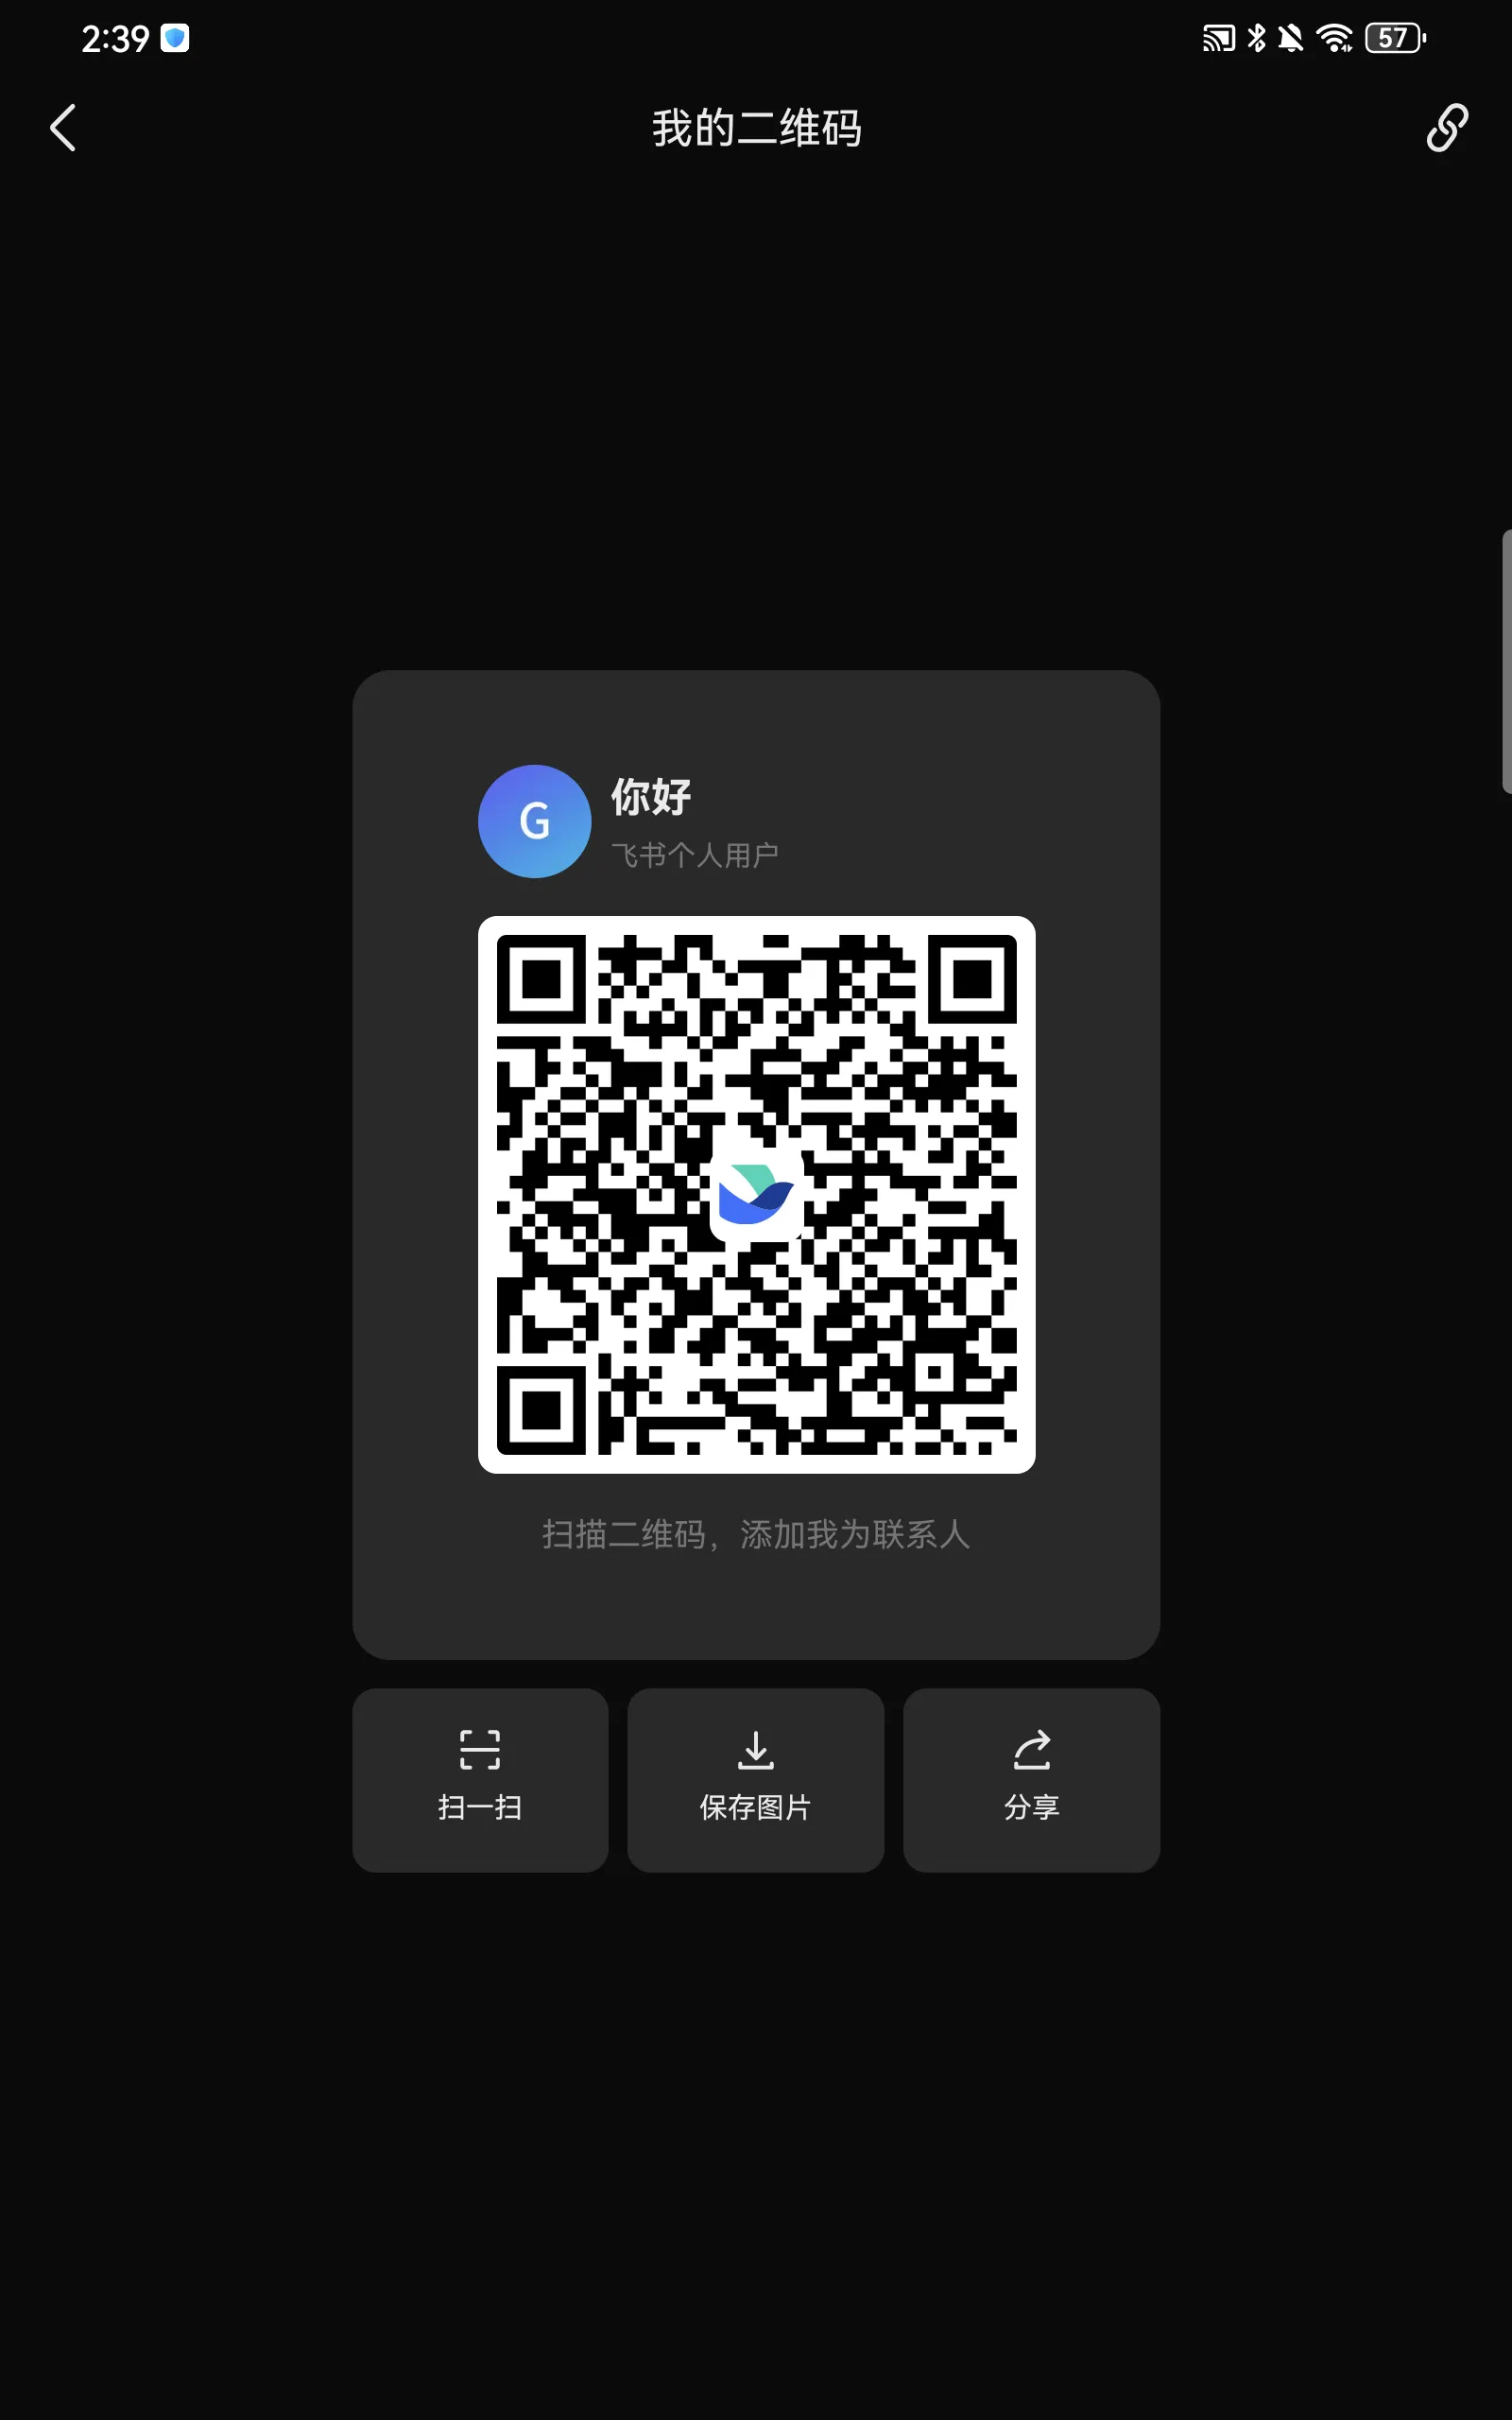 2:39
57
我的二维码
G
你好
飞书个人用户
扫描二维码，添加我为联系人
扫一扫
保存图片
分享